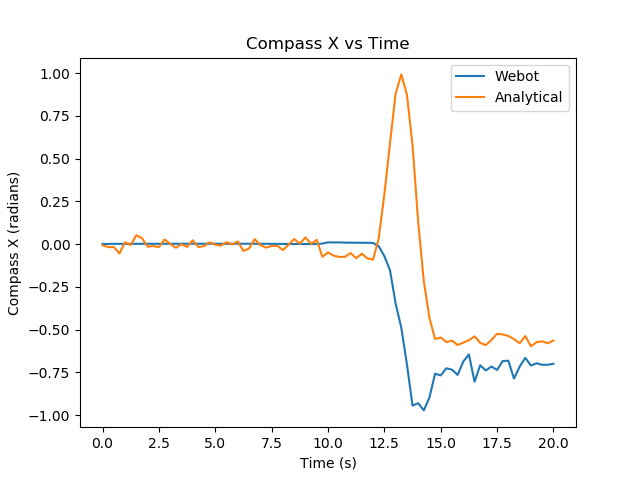 Compass X vs Time
Webot
Analytical
1.00
0.75
0.50
0.25
0.00
−0.25
−0.50
−0.75
−1.00
Compass X (radians)
0.0 2.5 5.0 7.5 10.0 12.5 15.0 17.5 20.0
Time (s)